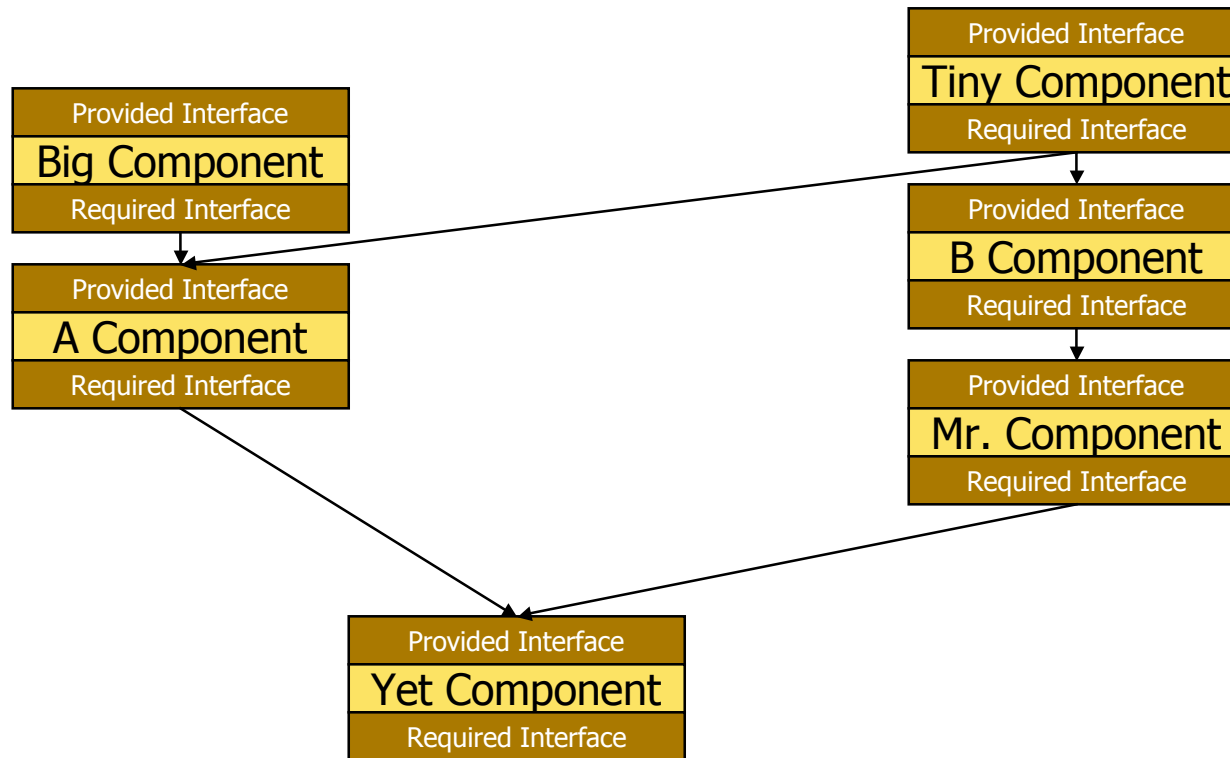 Provided Interface
Tiny Component
Required Interface
Provided Interface
Big Component
Required Interface
Provided Interface
B Component
Required Interface
Provided Interface
A Component
Required Interface
Provided Interface
Mr. Component
Required Interface
Provided Interface
Yet Component
Required Interface